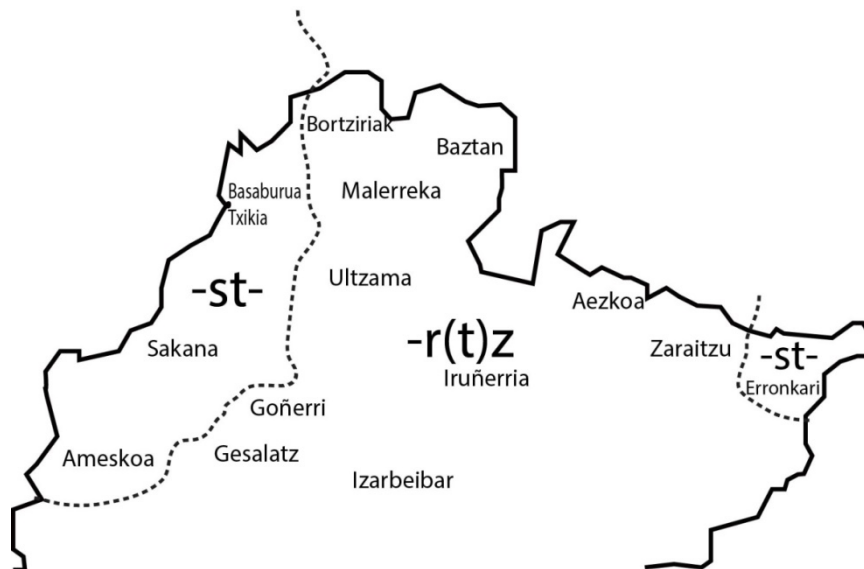 Bortziriak
Baztan
Basaburua
Txikia
Malerreka
-st-
Ultzama
Aezkoa
Sakana
-r(t)z
Zaraitzu
-st-
Iruñerria
Erronkari
Goñerri
Ameskoa
Gesalatz
Izarbeibar